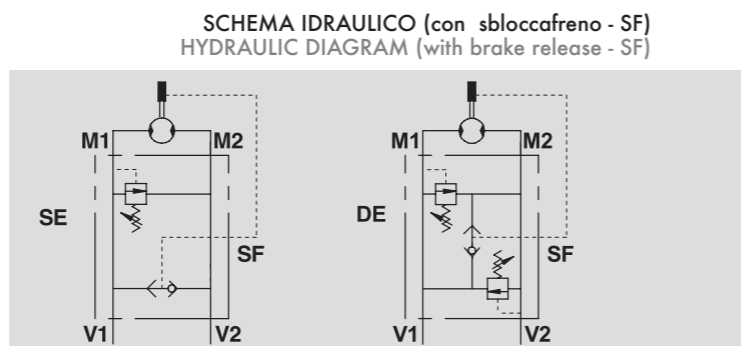 SCHEMA IDRAULICO (con sbloccafreno - SF)
HYDRAULIC DIAGRAM (with brake release - SF)
M1 M2
SE
SF
V1 V2
M1 M2
DE
SF
V1 V2